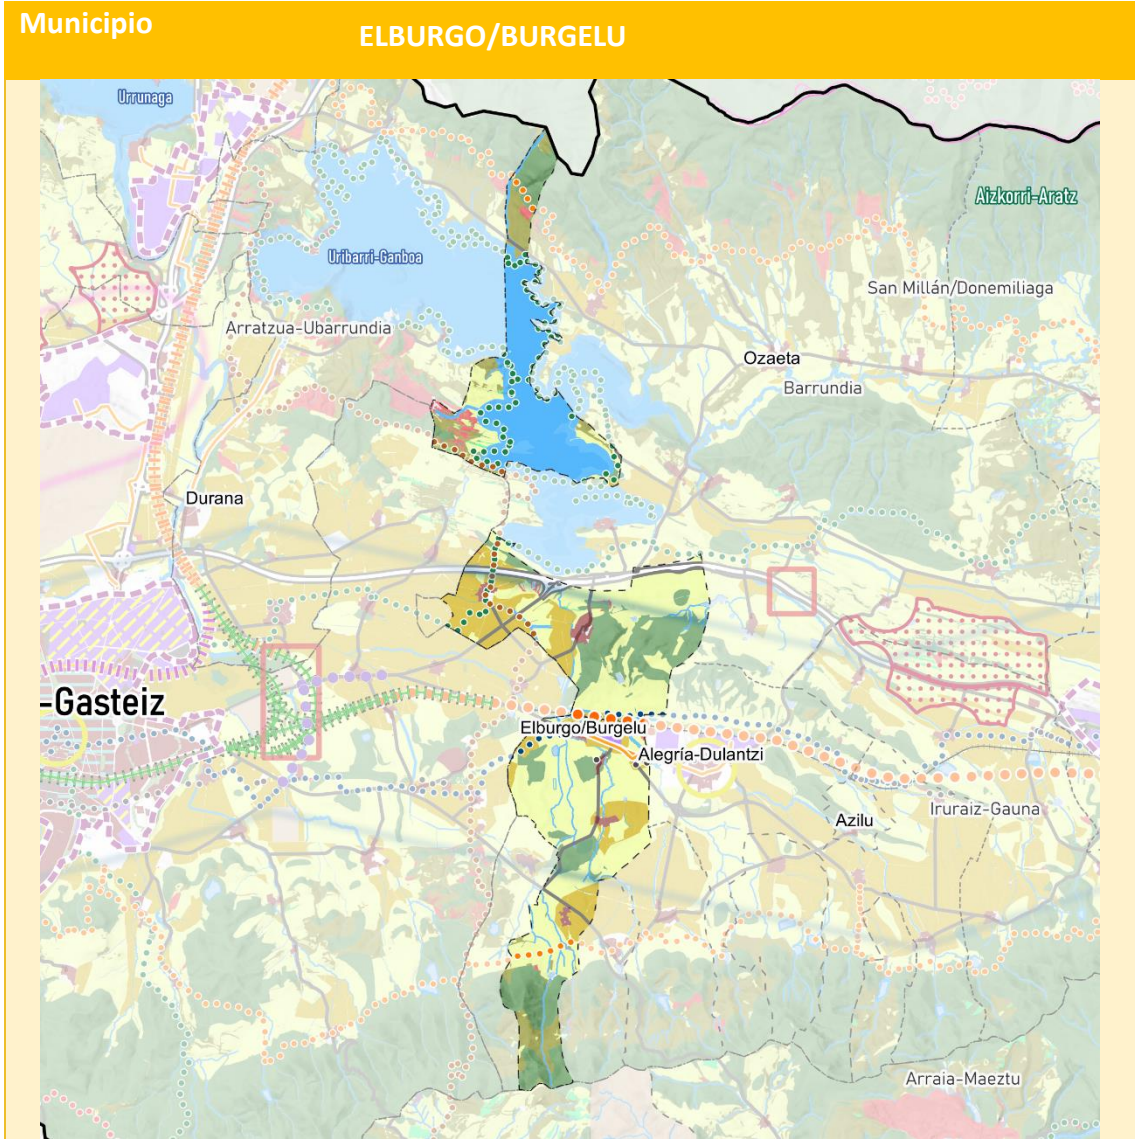 Municipio
ELBURGO/BURGELU
Urrunaga
Aizkorri-Aratz
Uribarri-Ganboa
San Millán/Donemiliaga
Arratzua-Ubarrundia
Ozaeta
Barrundia
Durana
-Gasteiz
Elburgo/Burgelu
Alegría-Dulantzi
Iruraiz-Gauna
Azilu
Arraia-Maeztu